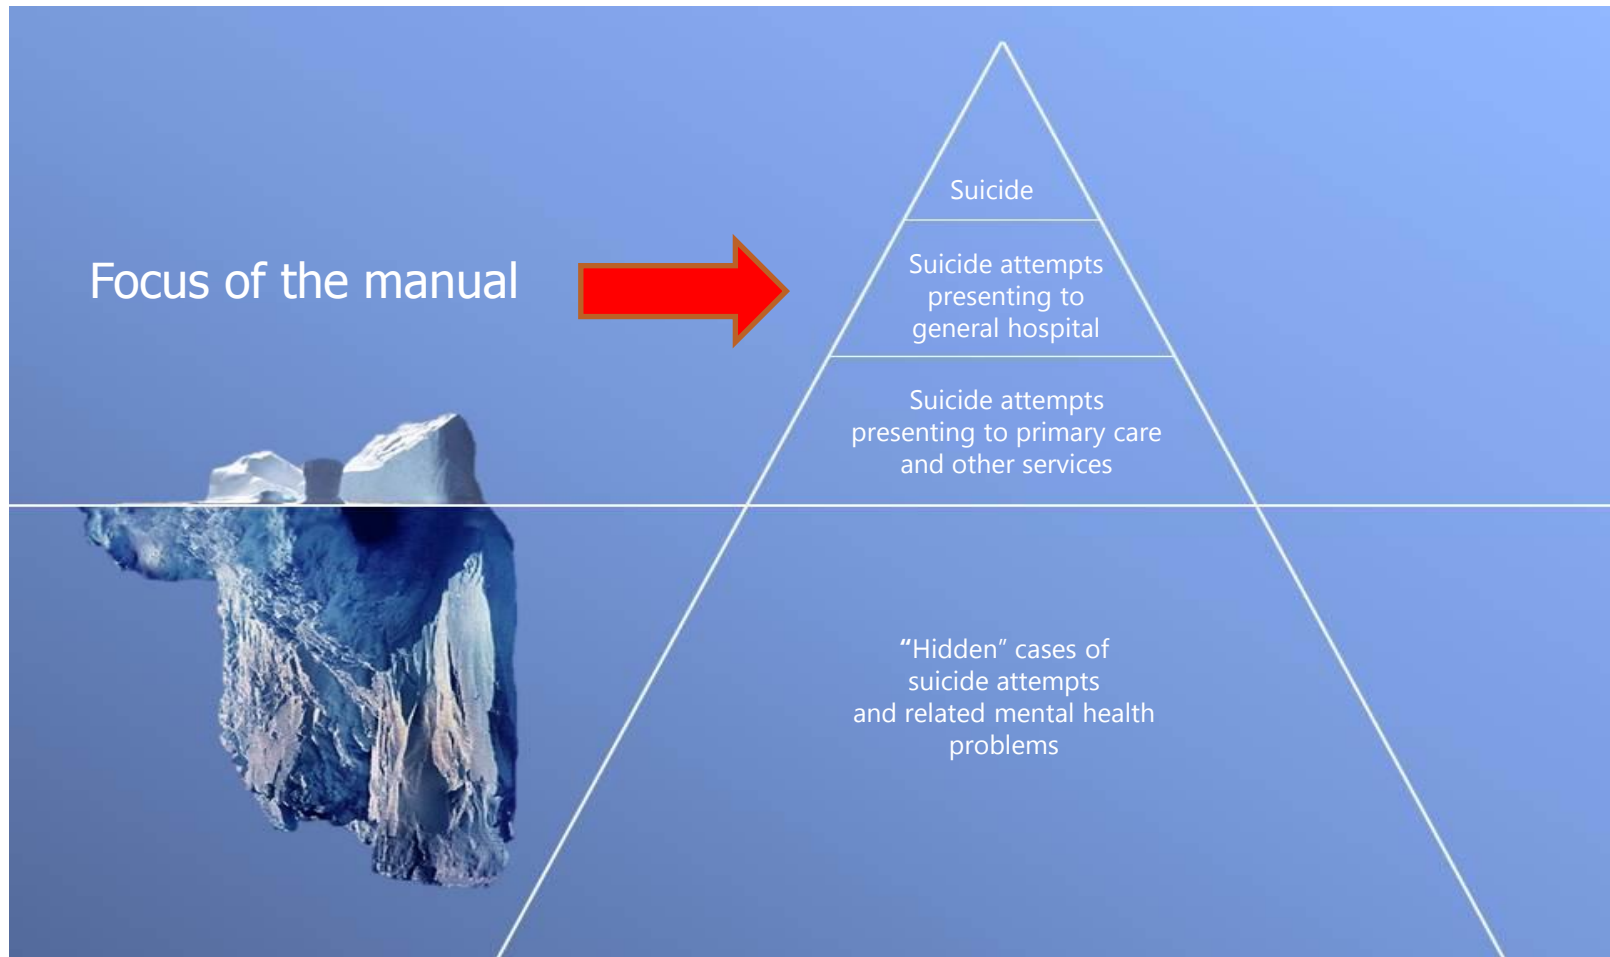 Suicide
Focus of the manual
Suicide attempts
presenting to
general hospital
Suicide attempts
presenting to primary care
and other services
“Hidden” cases of
suicide attempts
and related mental health
problems